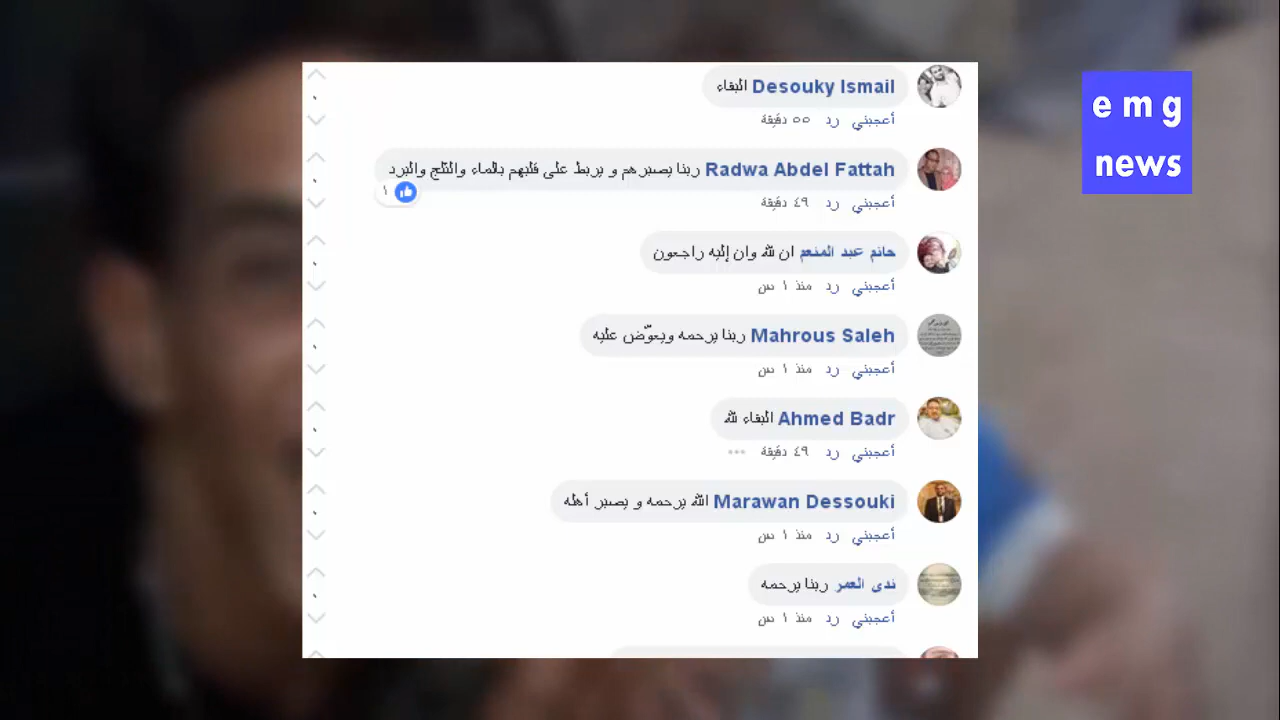 emg
news
Desouky Ismail البقاء
أعجبني رد ٥٥ دقيقة
Radwa Abdel Fattah ربنا يصبرهم و يربط على قلبهم بالماء والثلج والبرد
١
أعجبني رد ٤٩ دقيقة
حاتم عبد المنعم ان لله وان إليه راجعون
أعجبني رد منذ ١ س
Mahrous Saleh ربنا يرحمه ويعوّض عليه
أعجبني رد منذ ١ س
Ahmed Badr البقاء لله
أعجبني رد ٤٩ دقيقة
Marawan Dessouki الله يرحمه و يصبر أهله
أعجبني رد منذ ١ س
ندى العمر ربنا يرحمه
أعجبني رد منذ ١ س